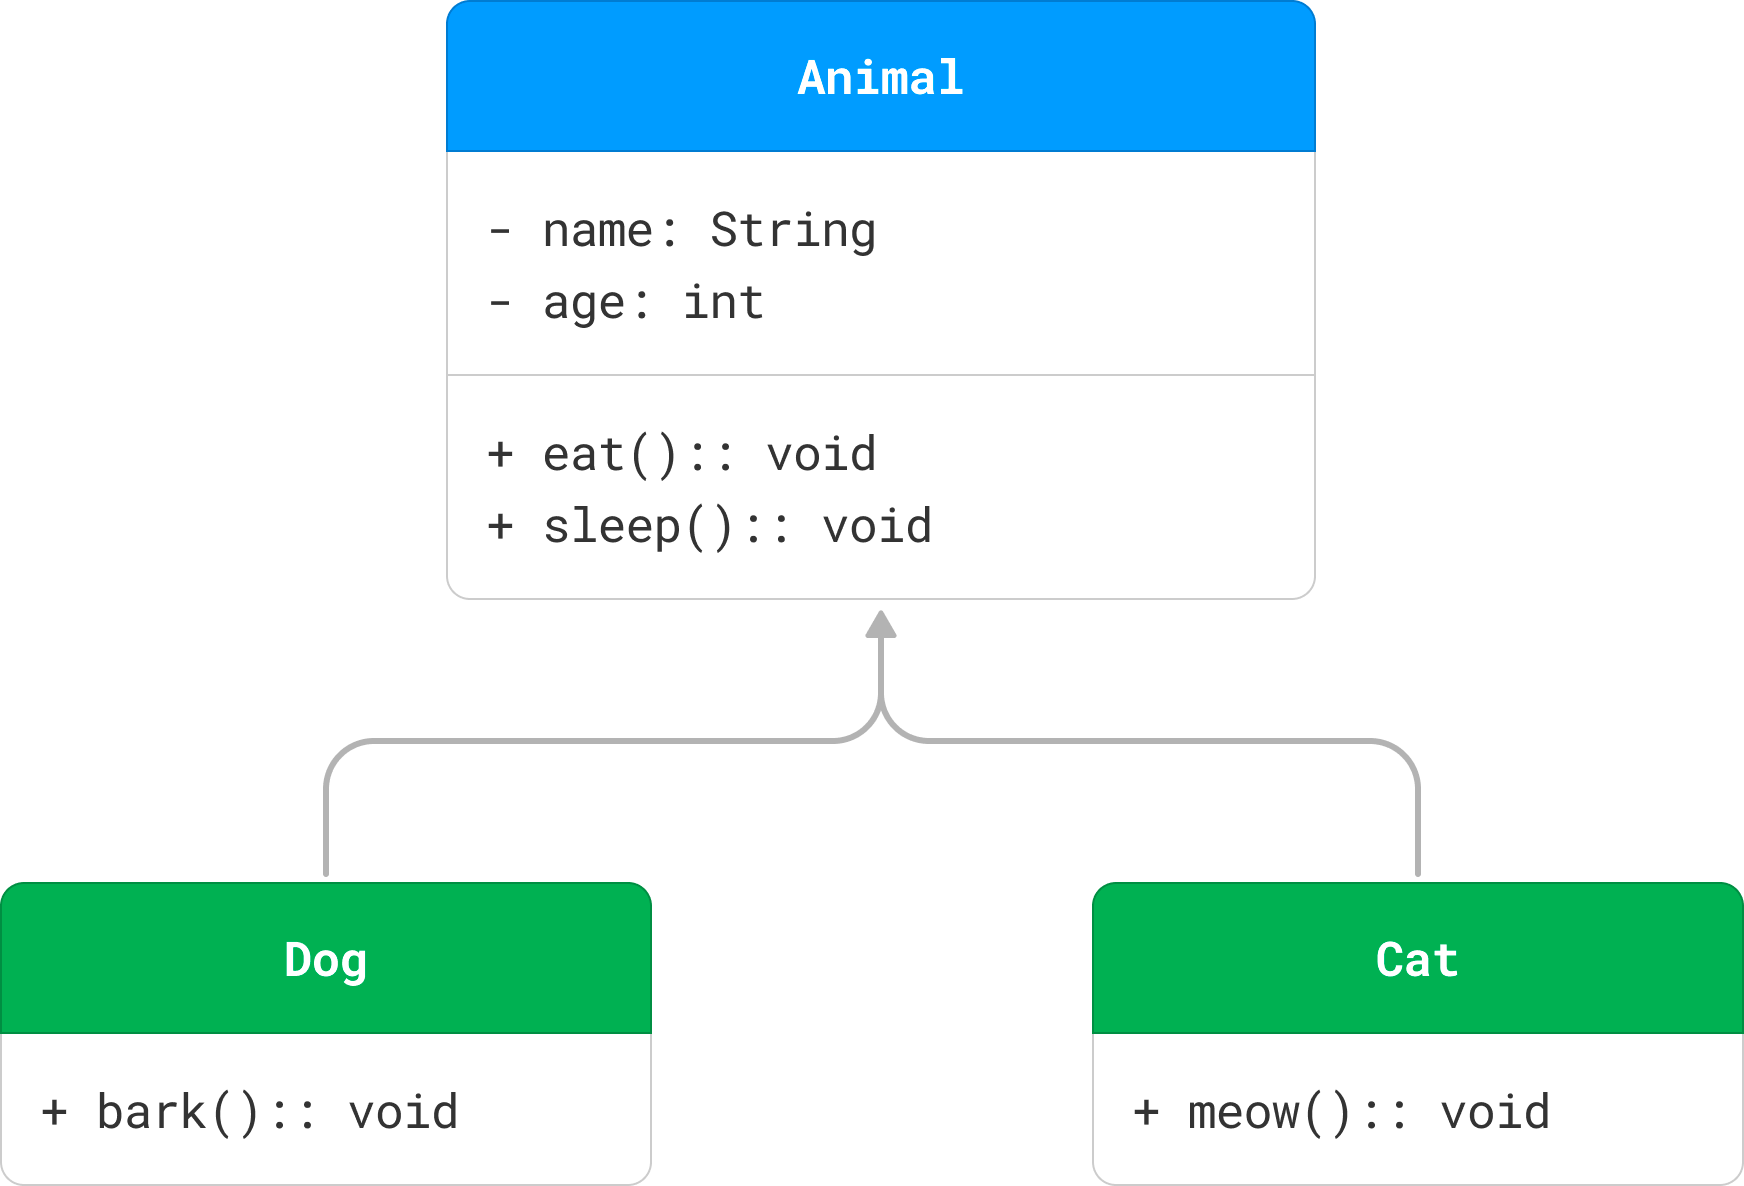 Animal
- name: String
- age: int
+ eat():: void
+ sleep():: void
Dog
+ bark():: void
Cat
+ meow():: void